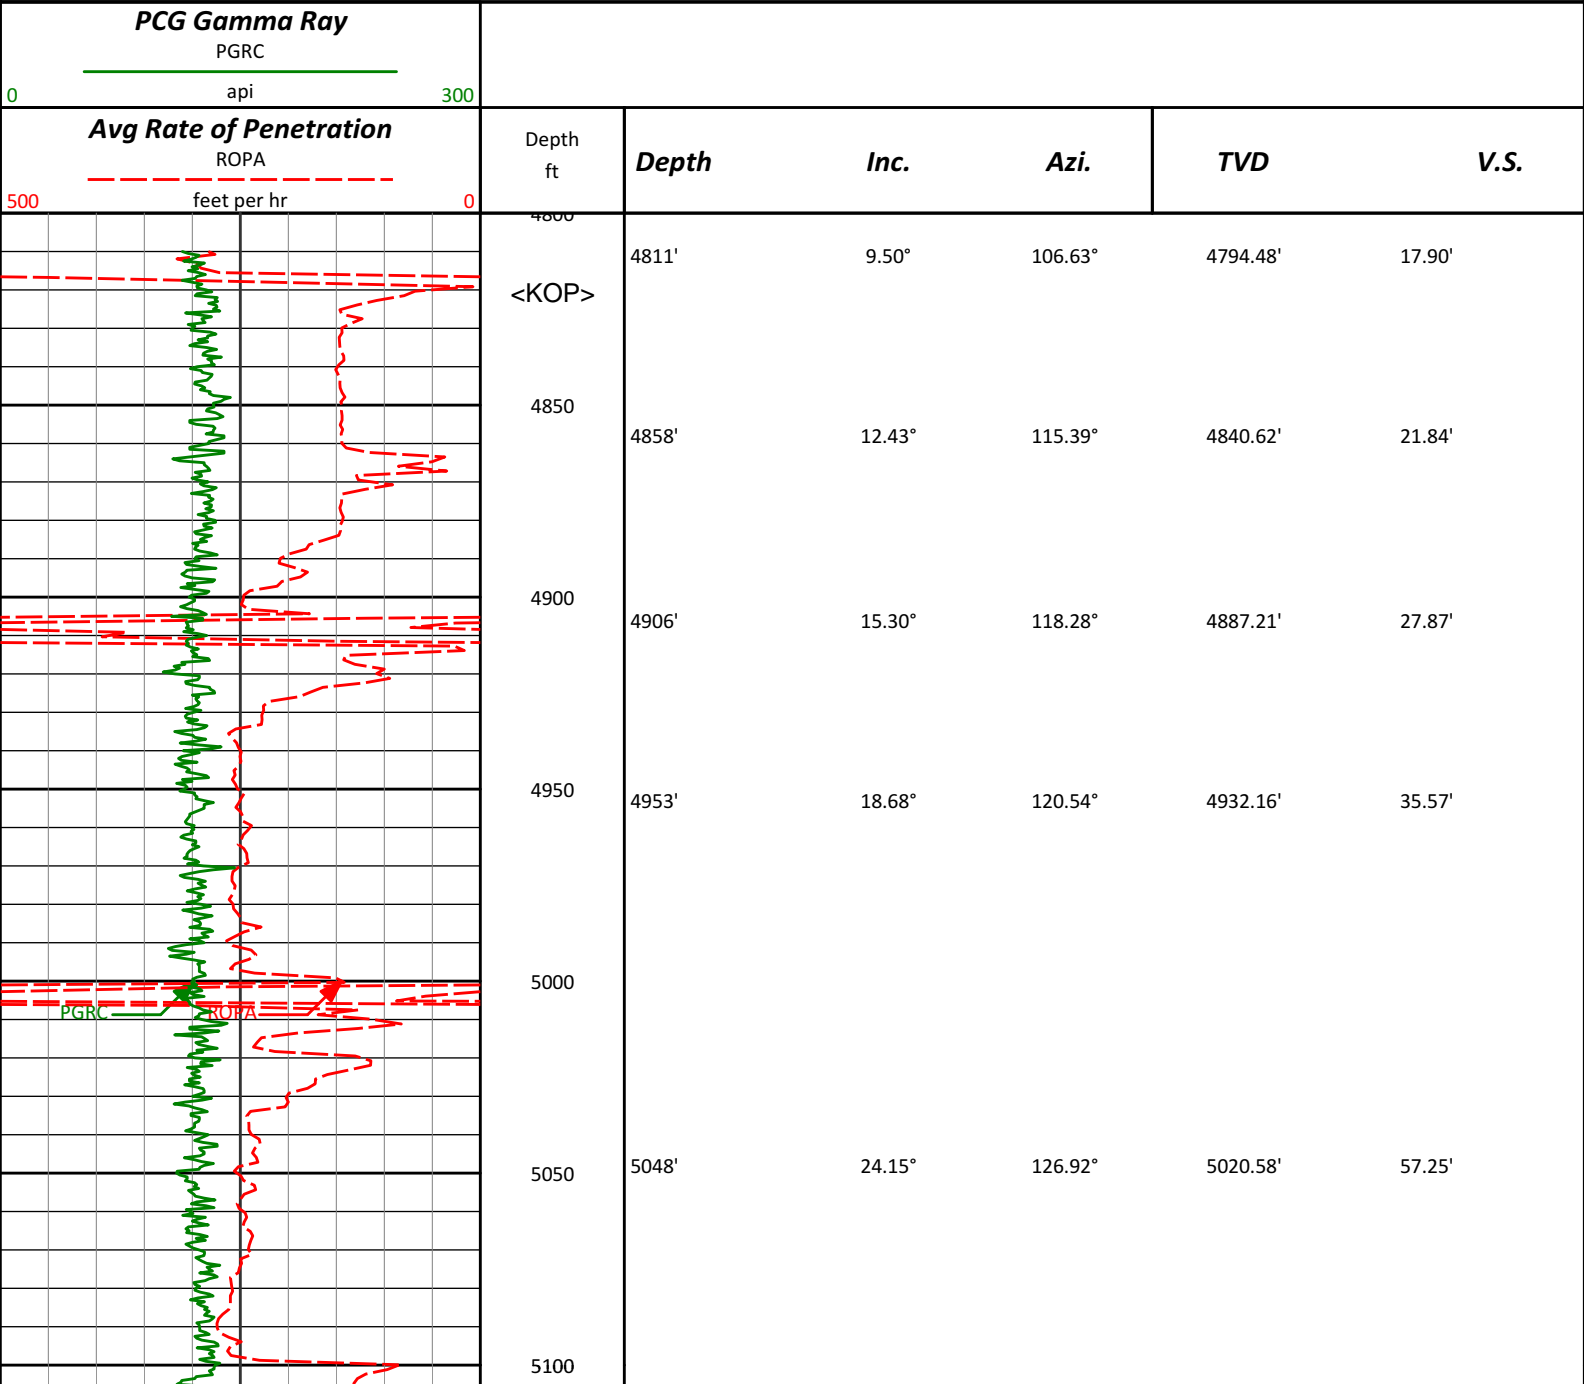 PCG Gamma Ray
PGRC
0 api 300
Avg Rate of Penetration
ROPA
500 feet per hr 0
Depth
ft
Depth Inc. Azi. TVD V.S.
4800
4811' 9.50° 106.63° 4794.48' 17.90'
<KOP>
4850
4858' 12.43° 115.39° 4840.62' 21.84'
4900
4906' 15.30° 118.28° 4887.21' 27.87'
4950
4953' 18.68° 120.54° 4932.16' 35.57'
5000
PGRC ROPA
5050
5048' 24.15° 126.92° 5020.58' 57.25'
5100